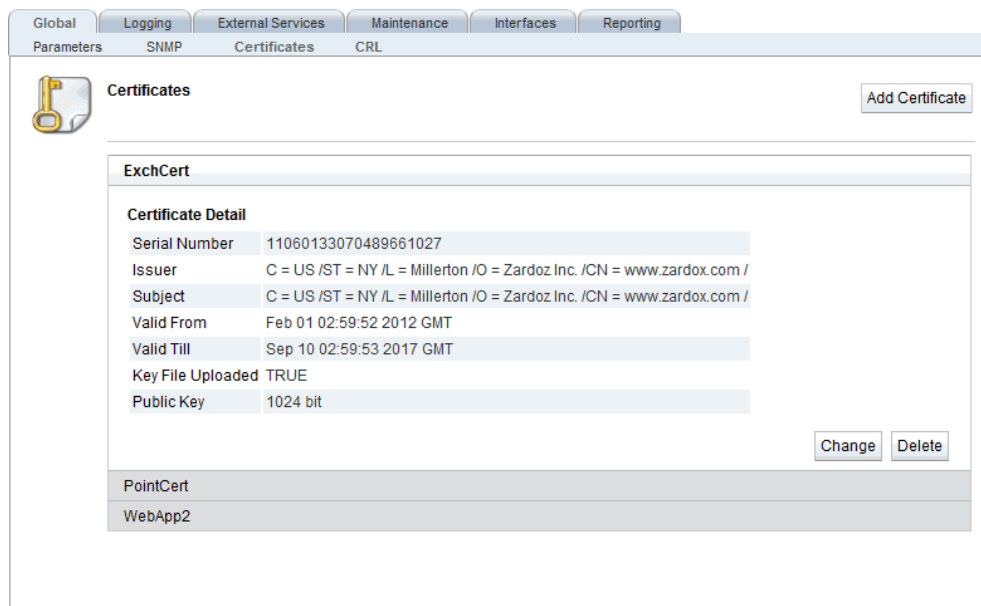 Global Logging External Services Maintenance Interfaces Reporting
Parameters SNMP Certificates CRL
Certificates
Add Certificate
ExchCert
Certificate Detail
Serial Number 11060133070489661027
Issuer C = US /ST = NY /L = Millerton /O = Zardoz Inc. /CN = www.zardox.com /
Subject C = US /ST = NY /L = Millerton /O = Zardoz Inc. /CN = www.zardox.com /
Valid From Feb 01 02:59:52 2012 GMT
Valid Till Sep 10 02:59:53 2017 GMT
Key File Uploaded TRUE
Public Key 1024 bit
Change Delete
PointCert
WebApp2